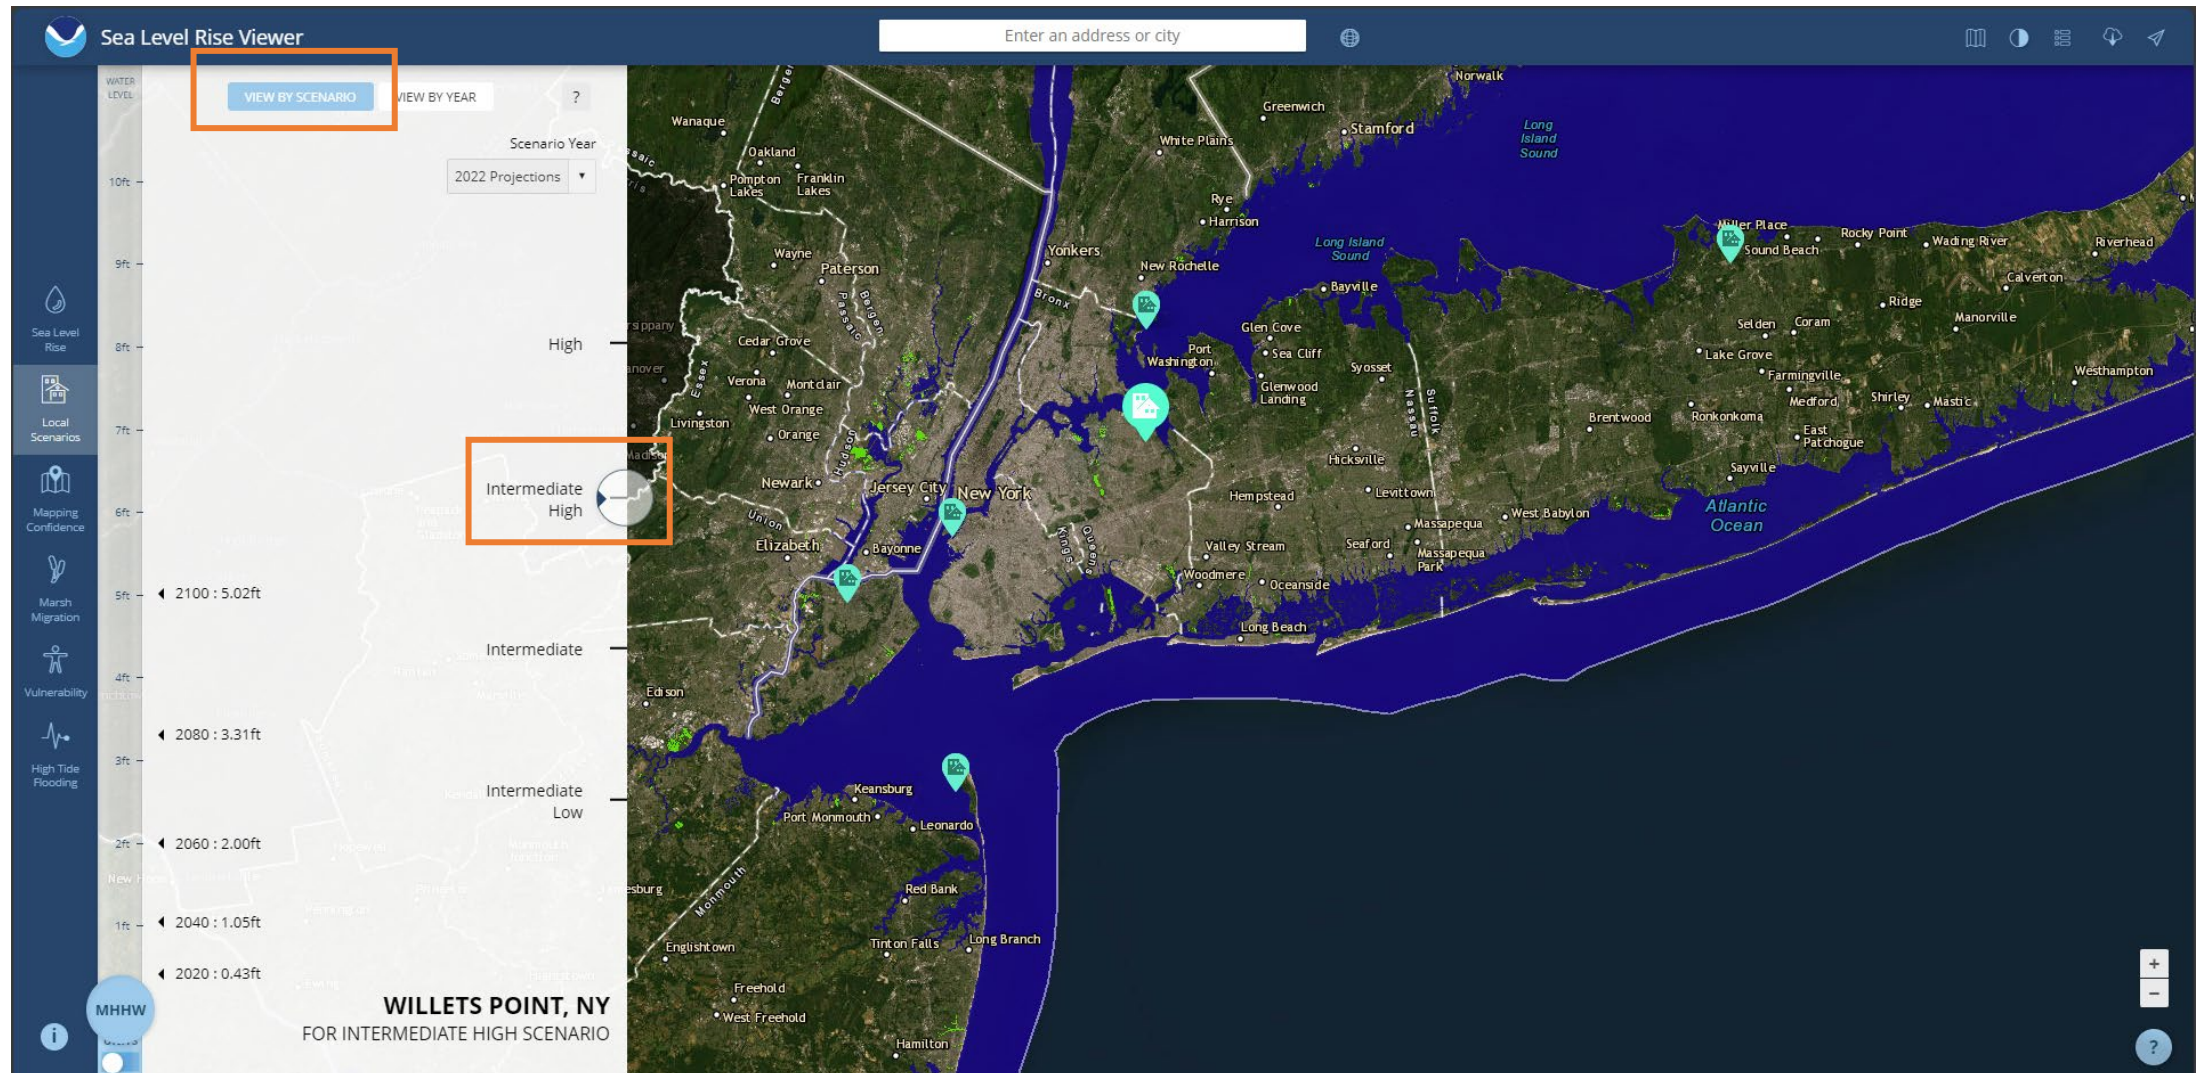 Sea Level Rise Viewer
Enter an address or city
WATER
LEVEL
VIEW BY SCENARIO
VIEW BY YEAR
?
Scenario Year
2022 Projections
10ft
9ft
8ft
7ft
6ft
5ft
4ft
3ft
2ft
1ft
MHHW
Sea Level
Rise
Local
Scenarios
Mapping
Confidence
Marsh
Migration
Vulnerability
High Tide
Flooding
High
Intermediate
High
Intermediate
Intermediate
Low
2100 : 5.02ft
2080 : 3.31ft
2060 : 2.00ft
2040 : 1.05ft
2020 : 0.43ft
WILLETS POINT, NY
FOR INTERMEDIATE HIGH SCENARIO
Norwalk
Greenwich
Stamford
Long
Island
Sound
Wanaque
White Plains
Oakland
Pompton
Lakes
Franklin
Lakes
Rye
Harrison
Long Island
Sound
Miller Place
Sound Beach
Rocky Point
Wading River
Riverhead
Calverton
Wayne
Paterson
Yonkers
New Rochelle
Bronx
Bayville
Passaic
Bergen
Glen Cove
Selden
Coram
Ridge
Manorville
Cedar Grove
Port
Washington
Sea Cliff
Syosset
Lake Grove
Farmingville
Westhampton
Essex
Verona
Montclair
Glenwood
Landing
Nassau
Suffolk
Medford
Shirley
Mastic
West Orange
Livingston
Orange
Brentwood
Ronkonkoma
East
Patchogue
Hudson
Hicksville
Sayville
Newark
Jersey City
New York
Hempstead
Levittown
Atlantic
Ocean
Union
Massapequa
West Babylon
Elizabeth
Bayonne
Kings
Queens
Valley Stream
Seaford
Massapequa
Park
Woodmere
Oceanside
Long Beach
Edison
Keansburg
Port Monmouth
Leonardo
Monmouth
Red Bank
Englishtown
Tinton Falls
Long Branch
Freehold
West Freehold
Hamilton
+
−
i
?